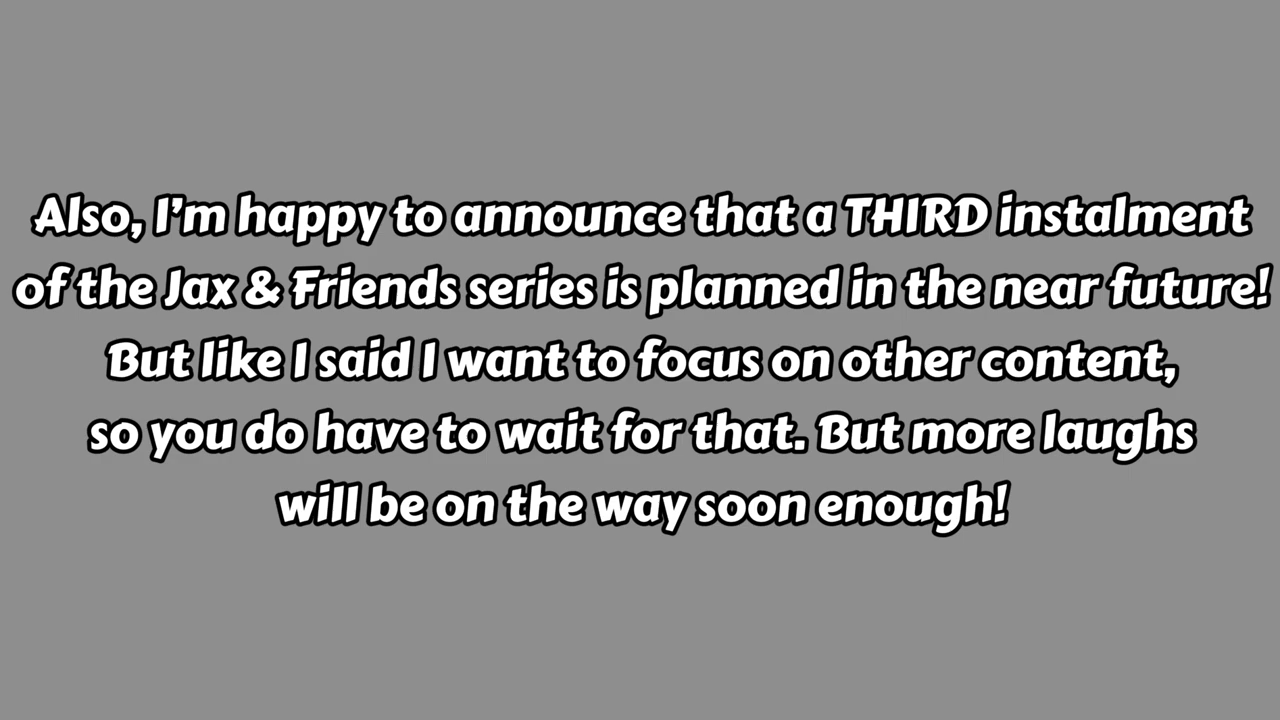 Also, I'm happy to announce that a THIRD instalment
of the Jax & Friends series is planned in the near future!
But like I said I want to focus on other content,
so you do have to wait for that. But more laughs
will be on the way soon enough!